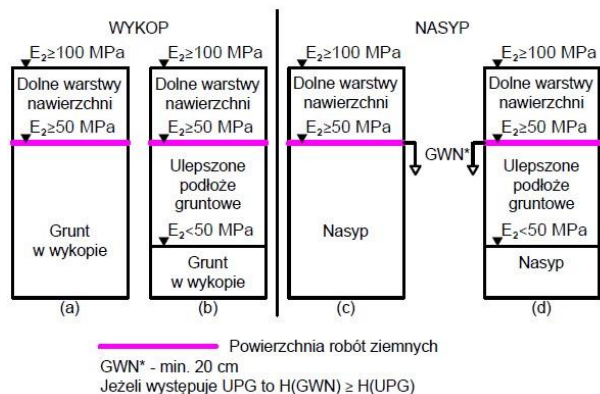 WYKOP
NASYP
E₂≥100 MPa
E₂≥100 MPa
E₂≥100 MPa
E₂≥100 MPa
Dolne warstwy
nawierzchni
Dolne warstwy
nawierzchni
Dolne warstwy
nawierzchni
Dolne warstwy
nawierzchni
E₂≥50 MPa
E₂≥50 MPa
E₂≥50 MPa
E₂≥50 MPa
GWN*
Grunt
w wykopie
Ulepszone
podłoże
gruntowe
Nasyp
Ulepszone
podłoże
gruntowe
E₂<50 MPa
E₂<50 MPa
Grunt
w wykopie
Nasyp
(a)
(b)
(c)
(d)
Powierzchnia robót ziemnych
GWN* - min. 20 cm
Jeżeli występuje UPG to H(GWN) ≥ H(UPG)